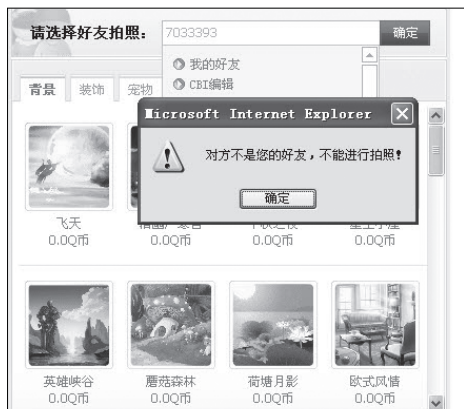 请选择好友拍照： 7033393 确定
我的好友
CBI编辑
背景 装饰 宠物
Microsoft Internet Explorer
对方不是您的好友，不能进行拍照！
确定
飞天
0.0Q币 0.0Q币 0.0Q币 0.0Q币
英雄峡谷 蘑菇森林 荷塘月影 欧式风情
0.0Q币 0.0Q币 0.0Q币 0.0Q币